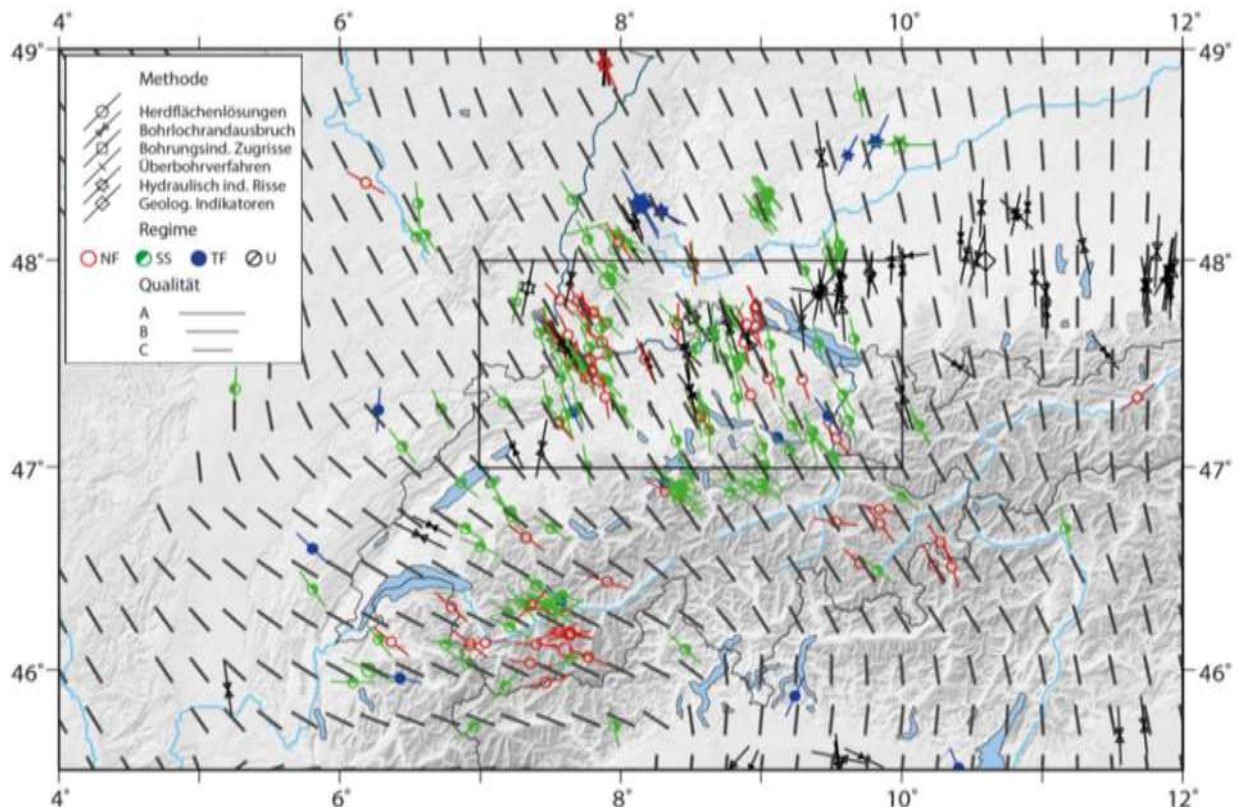 4° 6° 8° 10° 12°
49° 49°
Methode
Herdflächenlösungen
Bohrlochrandausbruch
Bohrungsind. Zugrisse
Überbohrverfahren
Hydraulisch ind. Risse
Geolog. Indikatoren
Regime
NF SS TF U
Qualität
A
B
C
48° 48°
47° 47°
46° 46°
4° 6° 8° 10° 12°